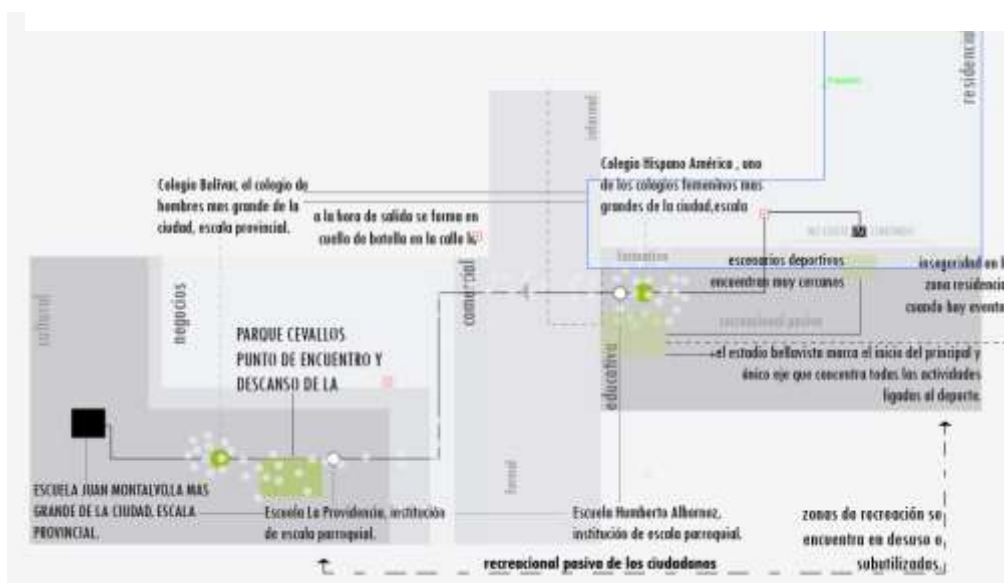 residencial
informal
Colegio Bolívar, el colegio de
hombres mas grande de la
ciudad, escala provincial.
a la hora de salida se forma en
cuello de botella en la calle
Colegio Hispano América , uno
de los colegios femeninos mas
grandes de la ciudad,escala
formativo
escenarios deportivos
encuentran muy cercanos
inseguridad en l
zona residencia
cuando hay evento
cultural
negocios
comercial
recreacional pasivo
PARQUE CEVALLOS
PUNTO DE ENCUENTRO Y
DESCANSO DE LA
educativo
el estadio bellavista marca el inicio del principal y
único eje que concentra todas las actividades
ligadas al deporte.
formal
ESCUELA JUAN MONTALVO,LA MAS
GRANDE DE LA CIUDAD, ESCALA
PROVINCIAL.
Escuela La Providencia, institución
de escala parroquial.
Escuela Humberto Albornoz,
institución de escala parroquial.
zonas de recreación se
encuentra en desuso o
subutilizadas
recreacional pasiva de los ciudadanos